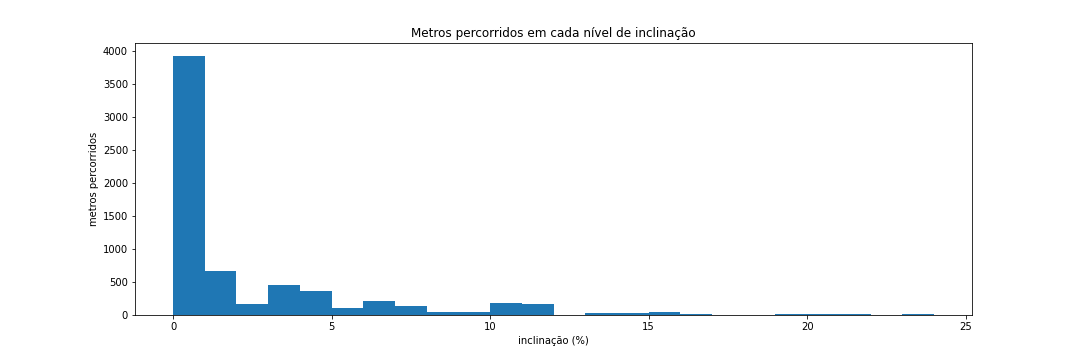 Metros percorridos em cada nível de inclinação
4000
3500
3000
2500
2000
1500
1000
500
0
metros percorridos
0 5 10 15 20 25
inclinação (%)